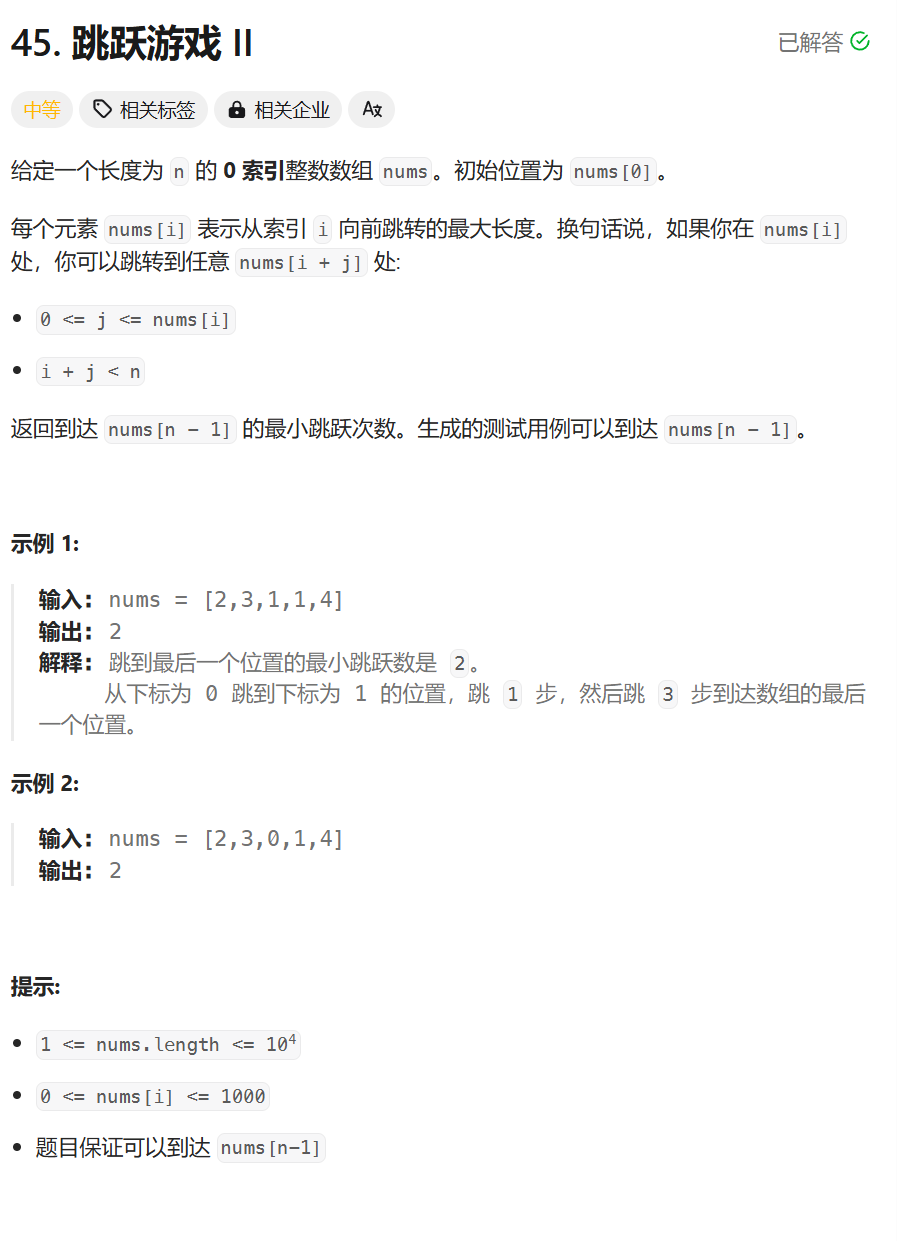 45. 跳跃游戏 II
已解答
中等
相关标签
相关企业
给定一个长度为 n 的 0 索引整数数组 nums。初始位置为 nums[0]。
每个元素 nums[i] 表示从索引 i 向前跳转的最大长度。换句话说，如果你在 nums[i]
处，你可以跳转到任意 nums[i + j] 处:
0 <= j <= nums[i]
i + j < n
返回到达 nums[n - 1] 的最小跳跃次数。生成的测试用例可以到达 nums[n - 1]。
示例 1:
输入: nums = [2,3,1,1,4]
输出: 2
解释: 跳到最后一个位置的最小跳跃数是 2。
从下标为 0 跳到下标为 1 的位置，跳 1 步，然后跳 3 步到达数组的最后
一个位置。
示例 2:
输入: nums = [2,3,0,1,4]
输出: 2
提示:
1 <= nums.length <= 10⁴
0 <= nums[i] <= 1000
题目保证可以到达 nums[n-1]